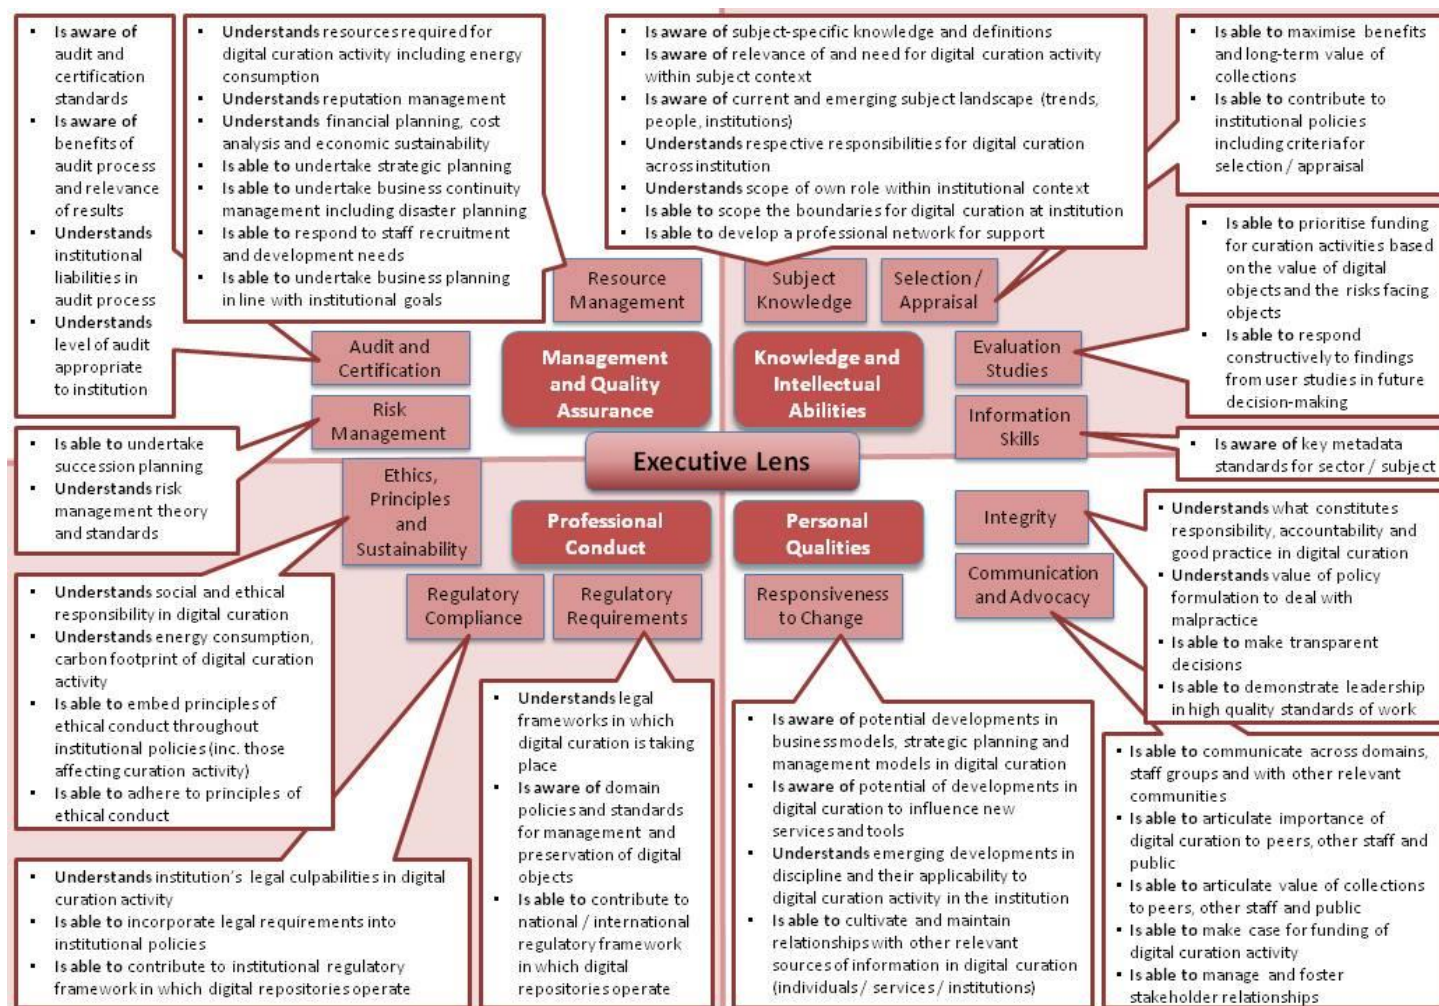 ▪ Is aware of
audit and
certification
standards
▪ Is aware of
benefits of
audit process
and relevance
of results
▪ Understands
institutional
liabilities in
audit process
▪ Understands
level of audit
appropriate
to institution
▪ Understands resources required for
digital curation activity including energy
consumption
▪ Understands reputation management
▪ Understands financial planning, cost
analysis and economic sustainability
▪ Is able to undertake strategic planning
▪ Is able to undertake business continuity
management including disaster planning
▪ Is able to respond to staff recruitment
and development needs
▪ Is able to undertake business planning
in line with institutional goals
▪ Is aware of subject-specific knowledge and definitions
▪ Is aware of relevance of and need for digital curation activity
within subject context
▪ Is aware of current and emerging subject landscape (trends,
people, institutions)
▪ Understands respective responsibilities for digital curation
across institution
▪ Understands scope of own role within institutional context
▪ Is able to scope the boundaries for digital curation at institution
▪ Is able to develop a professional network for support
▪ Is able to maximise benefits
and long-term value of
collections
▪ Is able to contribute to
institutional policies
including criteria for
selection / appraisal
▪ Is able to prioritise funding
for curation activities based
on the value of digital
objects and the risks facing
objects
▪ Is able to respond
constructively to findings
from user studies in future
decision-making
Resource
Management
Subject
Knowledge
Selection /
Appraisal
Audit and
Certification
Management
and Quality
Assurance
Knowledge and
Intellectual
Abilities
Evaluation
Studies
Risk
Management
Information
Skills
▪ Is able to undertake
succession planning
▪ Understands risk
management theory
and standards
▪ Is aware of key metadata
standards for sector / subject
Executive Lens
Ethics,
Principles
and
Sustainability
Professional
Conduct
Personal
Qualities
Integrity
Regulatory
Compliance
Regulatory
Requirements
Responsiveness
to Change
Communication
and Advocacy
▪ Understands what constitutes
responsibility, accountability and
good practice in digital curation
▪ Understands value of policy
formulation to deal with
malpractice
▪ Is able to make transparent
decisions
▪ Is able to demonstrate leadership
in high quality standards of work
▪ Understands social and ethical
responsibility in digital curation
▪ Understands energy consumption,
carbon footprint of digital curation
activity
▪ Is able to embed principles of
ethical conduct throughout
institutional policies (inc. those
affecting curation activity)
▪ Is able to adhere to principles of
ethical conduct
▪ Understands institution's legal culpabilities in digital
curation activity
▪ Is able to incorporate legal requirements into
institutional policies
▪ Is able to contribute to institutional regulatory
framework in which digital repositories operate
▪ Understands legal
frameworks in which
digital curation is taking
place
▪ Is aware of domain
policies and standards
for management and
preservation of digital
objects
▪ Is able to contribute to
national / international
regulatory framework
in which digital
repositories operate
▪ Is aware of potential developments in
business models, strategic planning and
management models in digital curation
▪ Is aware of potential of developments in
digital curation to influence new
services and tools
▪ Understands emerging developments in
discipline and their applicability to
digital curation activity in the institution
▪ Is able to cultivate and maintain
relationships with other relevant
sources of information in digital curation
(individuals / services / institutions)
▪ Is able to communicate across domains,
staff groups and with other relevant
communities
▪ Is able to articulate importance of
digital curation to peers, other staff and
public
▪ Is able to articulate value of collections
to peers, other staff and public
▪ Is able to make case for funding of
digital curation activity
▪ Is able to manage and foster
stakeholder relationships